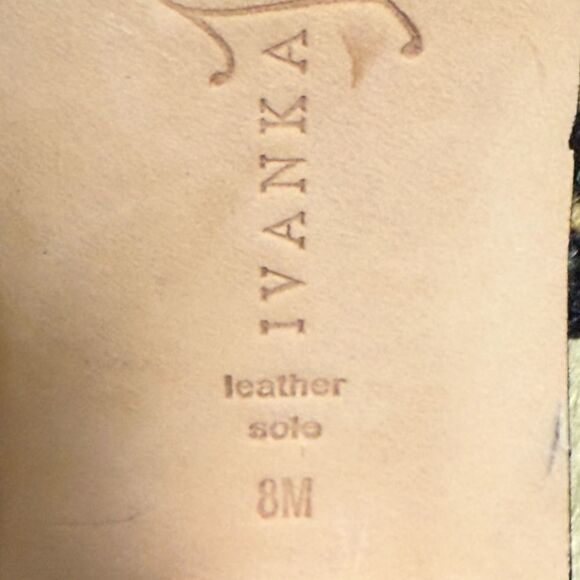 IVANKA
leather
sole
8M